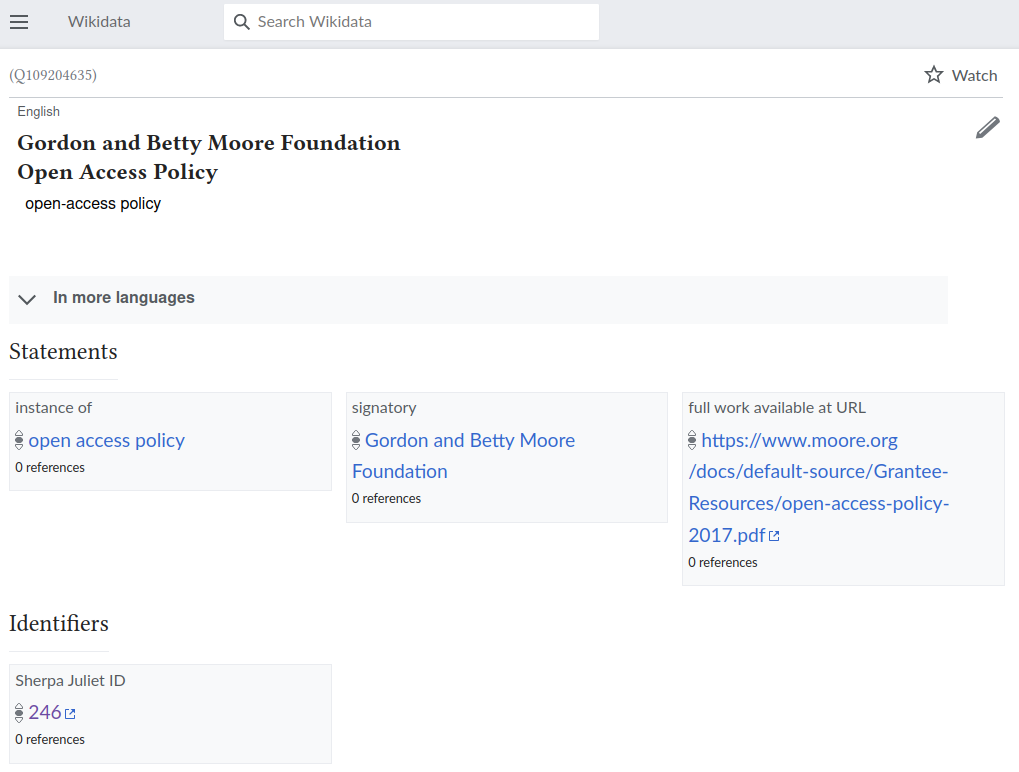 Wikidata
Search Wikidata
(Q109204635)
Watch
English
Gordon and Betty Moore Foundation
Open Access Policy
open-access policy
In more languages
Statements
instance of
open access policy
0 references
signatory
Gordon and Betty Moore
Foundation
0 references
full work available at URL
https://www.moore.org
/docs/default-source/Grantee-
Resources/open-access-policy-
2017.pdf
0 references
Identifiers
Sherpa Juliet ID
246
0 references